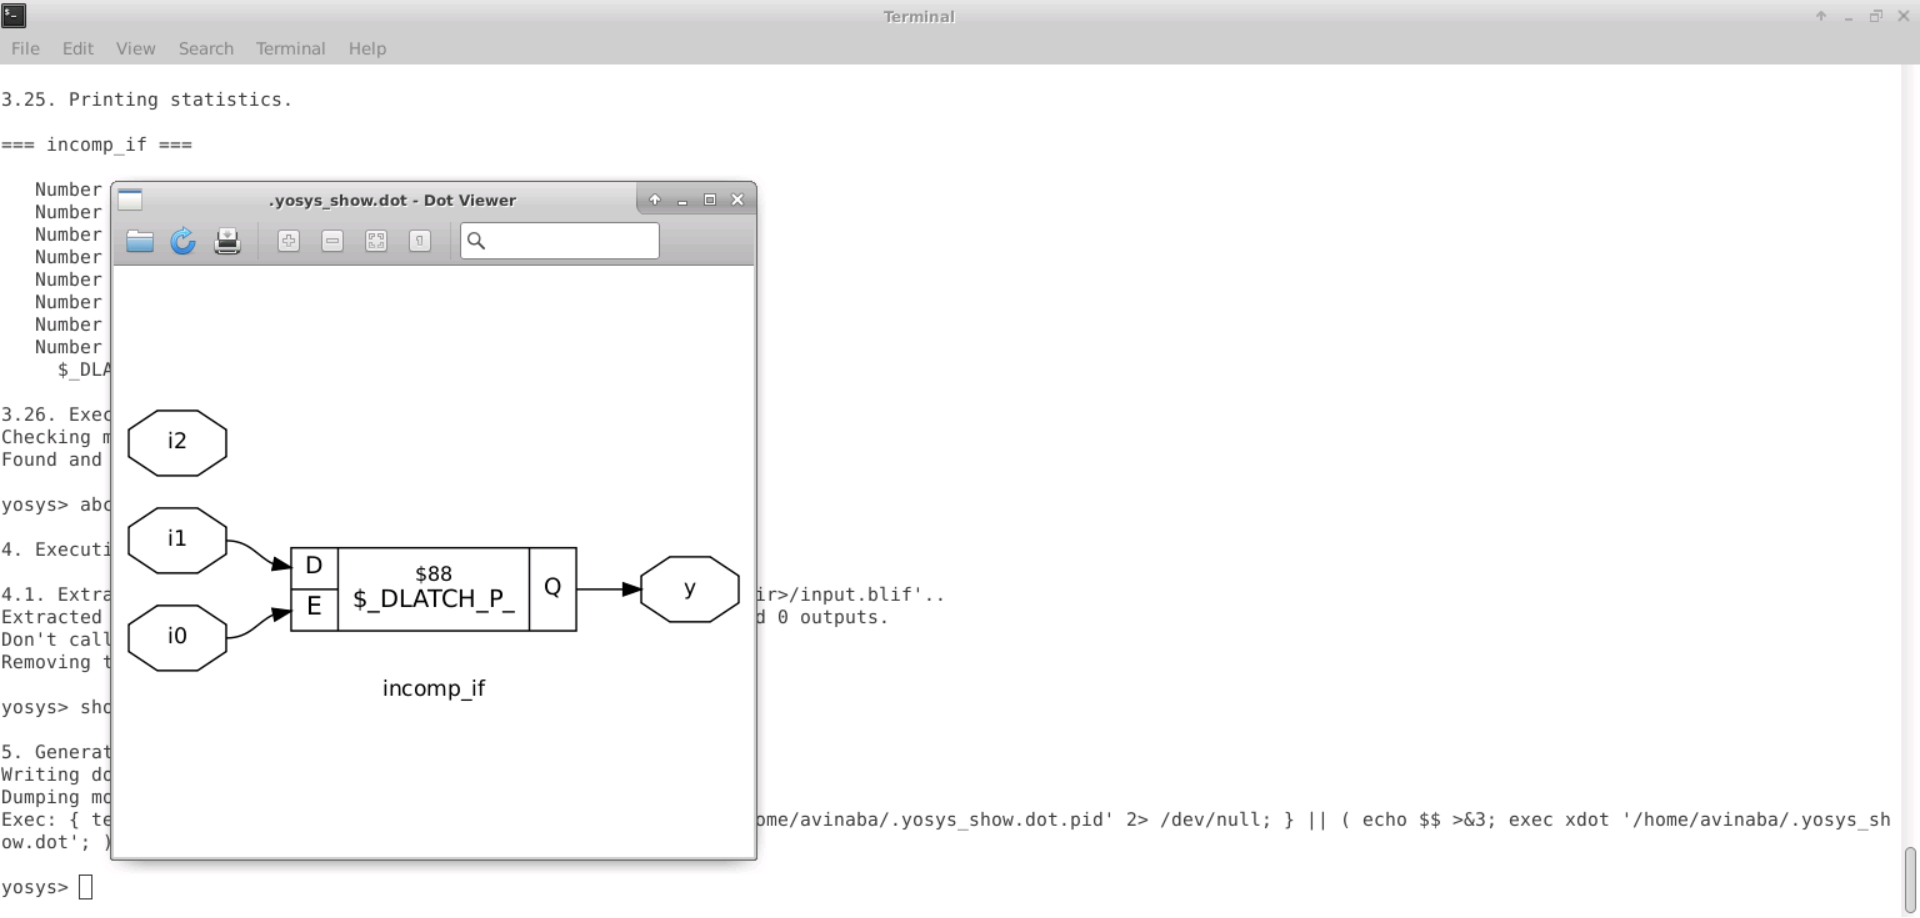 Terminal
File Edit View Search Terminal Help
3.25. Printing statistics.
=== incomp_if ===
Number
Number
Number
Number
Number
Number
Number
Number
$_DLA
3.26. Exec
Checking m
Found and
yosys> abc
4. Executi
4.1. Extra
ir>/input.blif'..
Extracted
d 0 outputs.
Don't call
Removing t
yosys> sho
5. Generat
Writing do
Dumping mo
Exec: { te
ome/avinaba/.yosys_show.dot.pid' 2> /dev/null; } || ( echo $$ >&3; exec xdot '/home/avinaba/.yosys_sh
ow.dot'; )
yosys>
.yosys_show.dot - Dot Viewer
i2
i1
i0
D
E
$88
$_DLATCH_P_
Q
y
incomp_if